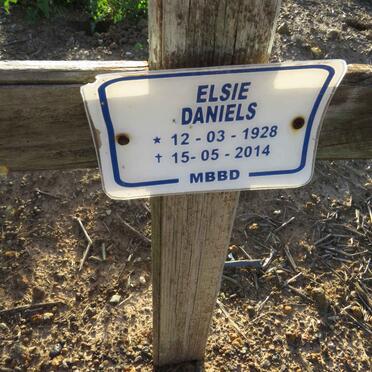 ELSIE
DANIELS
★ 12 - 03 - 1928
✝ 15- 05 - 2014
MBBD